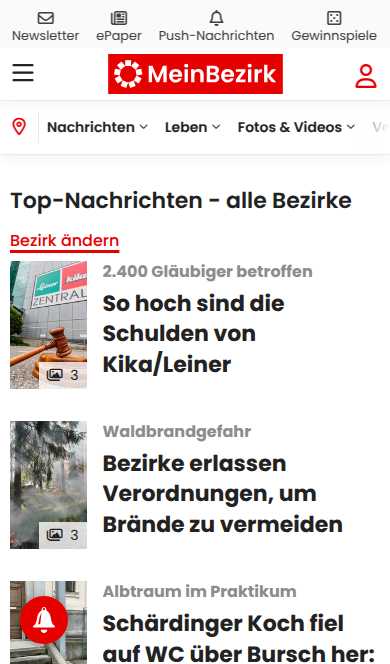 Newsletter ePaper Push-Nachrichten Gewinnspiele
MeinBezirk
Nachrichten Leben Fotos & Videos
Top-Nachrichten - alle Bezirke
Bezirk ändern
2.400 Gläubiger betroffen
So hoch sind die
Schulden von
Kika/Leiner
Leiner kika
ZENTRAL
3
Waldbrandgefahr
Bezirke erlassen
Verordnungen, um
Brände zu vermeiden
3
Albtraum im Praktikum
Schärdinger Koch fiel
auf WC über Bursch her: